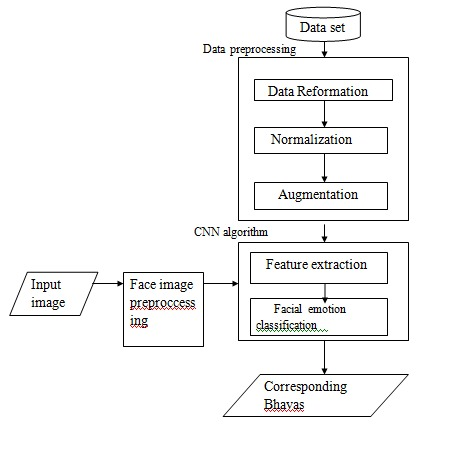 Data set
Data preprocessing
Data Reformation
Normalization
Augmentation
CNN algorithm
Feature extraction
Facial emotion
classification
Input
image
Face image
preproccess
ing
Corresponding
Bhavas